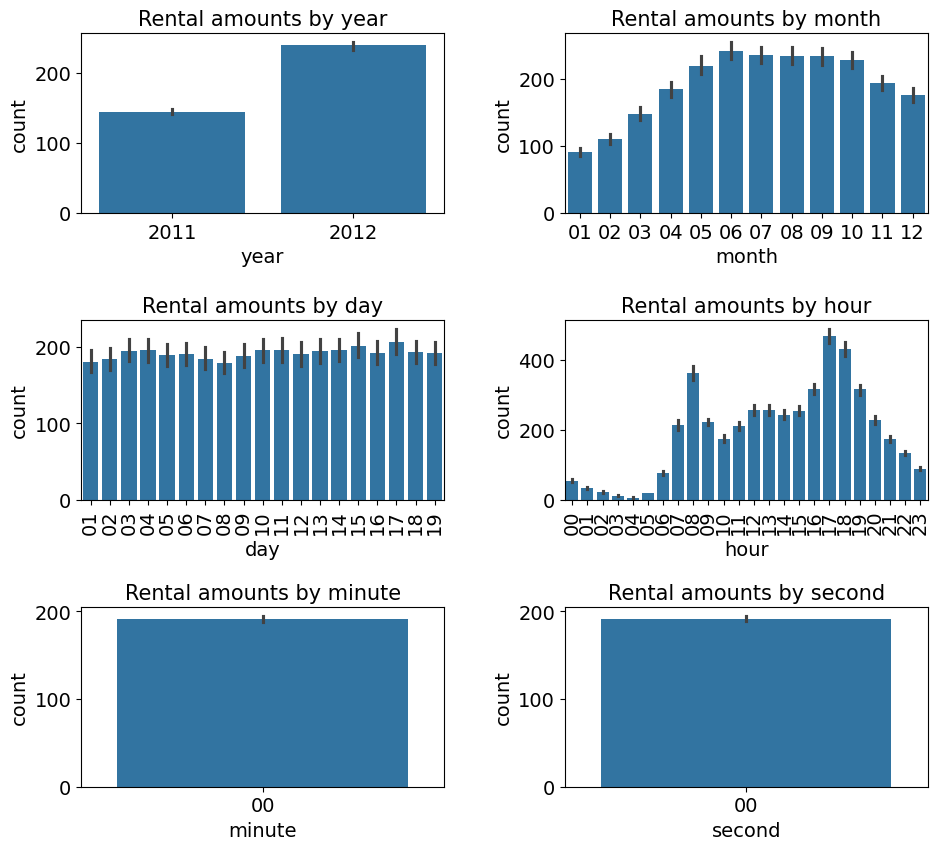 Rental amounts by year
count
200
100
0
2011 2012
year
Rental amounts by month
count
200
100
0
01 02 03 04 05 06 07 08 09 10 11 12
month
Rental amounts by day
count
200
100
0
01 02 03 04 05 06 07 08 09 10 11 12 13 14 15 16 17 18 19
day
Rental amounts by hour
count
400
200
0
00 01 02 03 04 05 06 07 08 09 10 11 12 13 14 15 16 17 18 19 20 21 22 23
hour
Rental amounts by minute
count
200
100
0
00
minute
Rental amounts by second
count
200
100
0
00
second